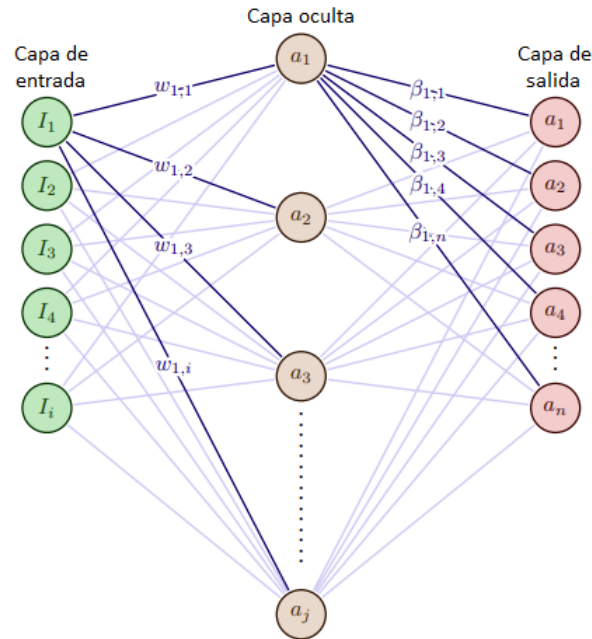 Capa oculta
Capa de
entrada
Capa de
salida
I₁
I₂
I₃
I₄
Iᵢ
w₁,₁
w₁,₂
w₁,₃
w₁,ᵢ
a₁
a₂
a₃
aⱼ
β₁,₁
β₁,₂
β₁,₃
β₁,₄
β₁,ₙ
a₁
a₂
a₃
a₄
aₙ